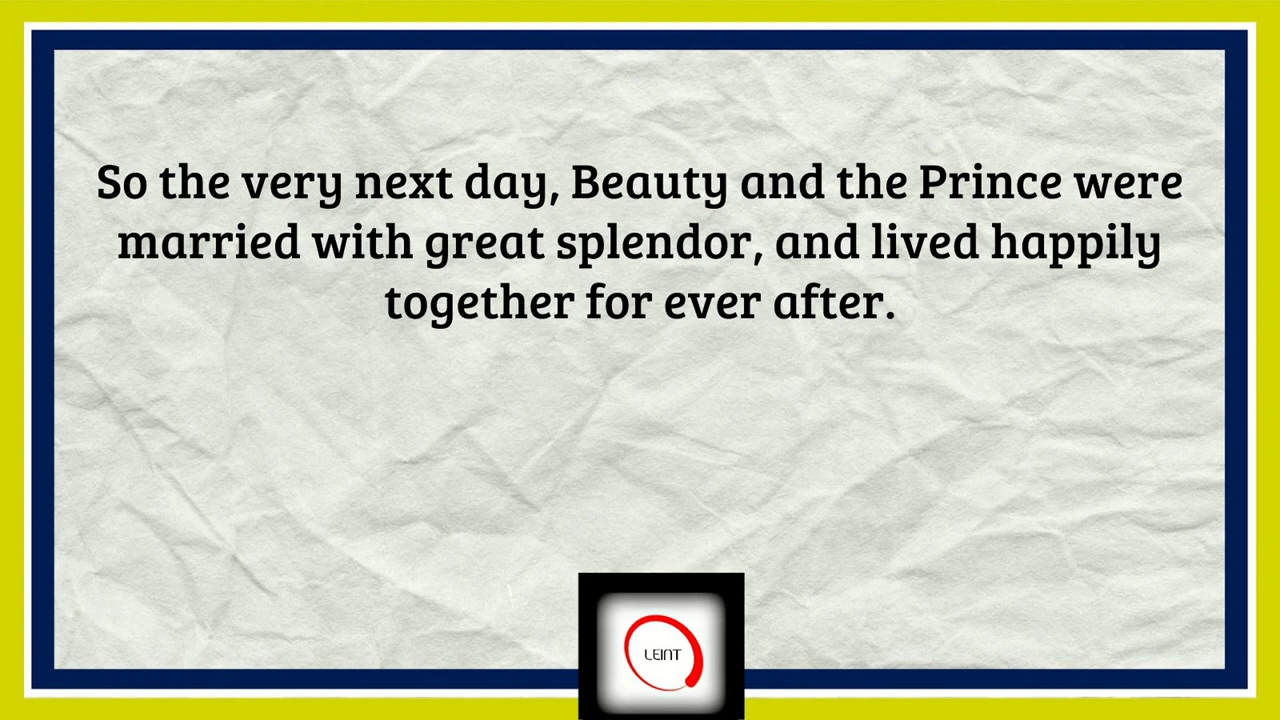 So the very next day, Beauty and the Prince were
married with great splendor, and lived happily
together for ever after.
LEINT